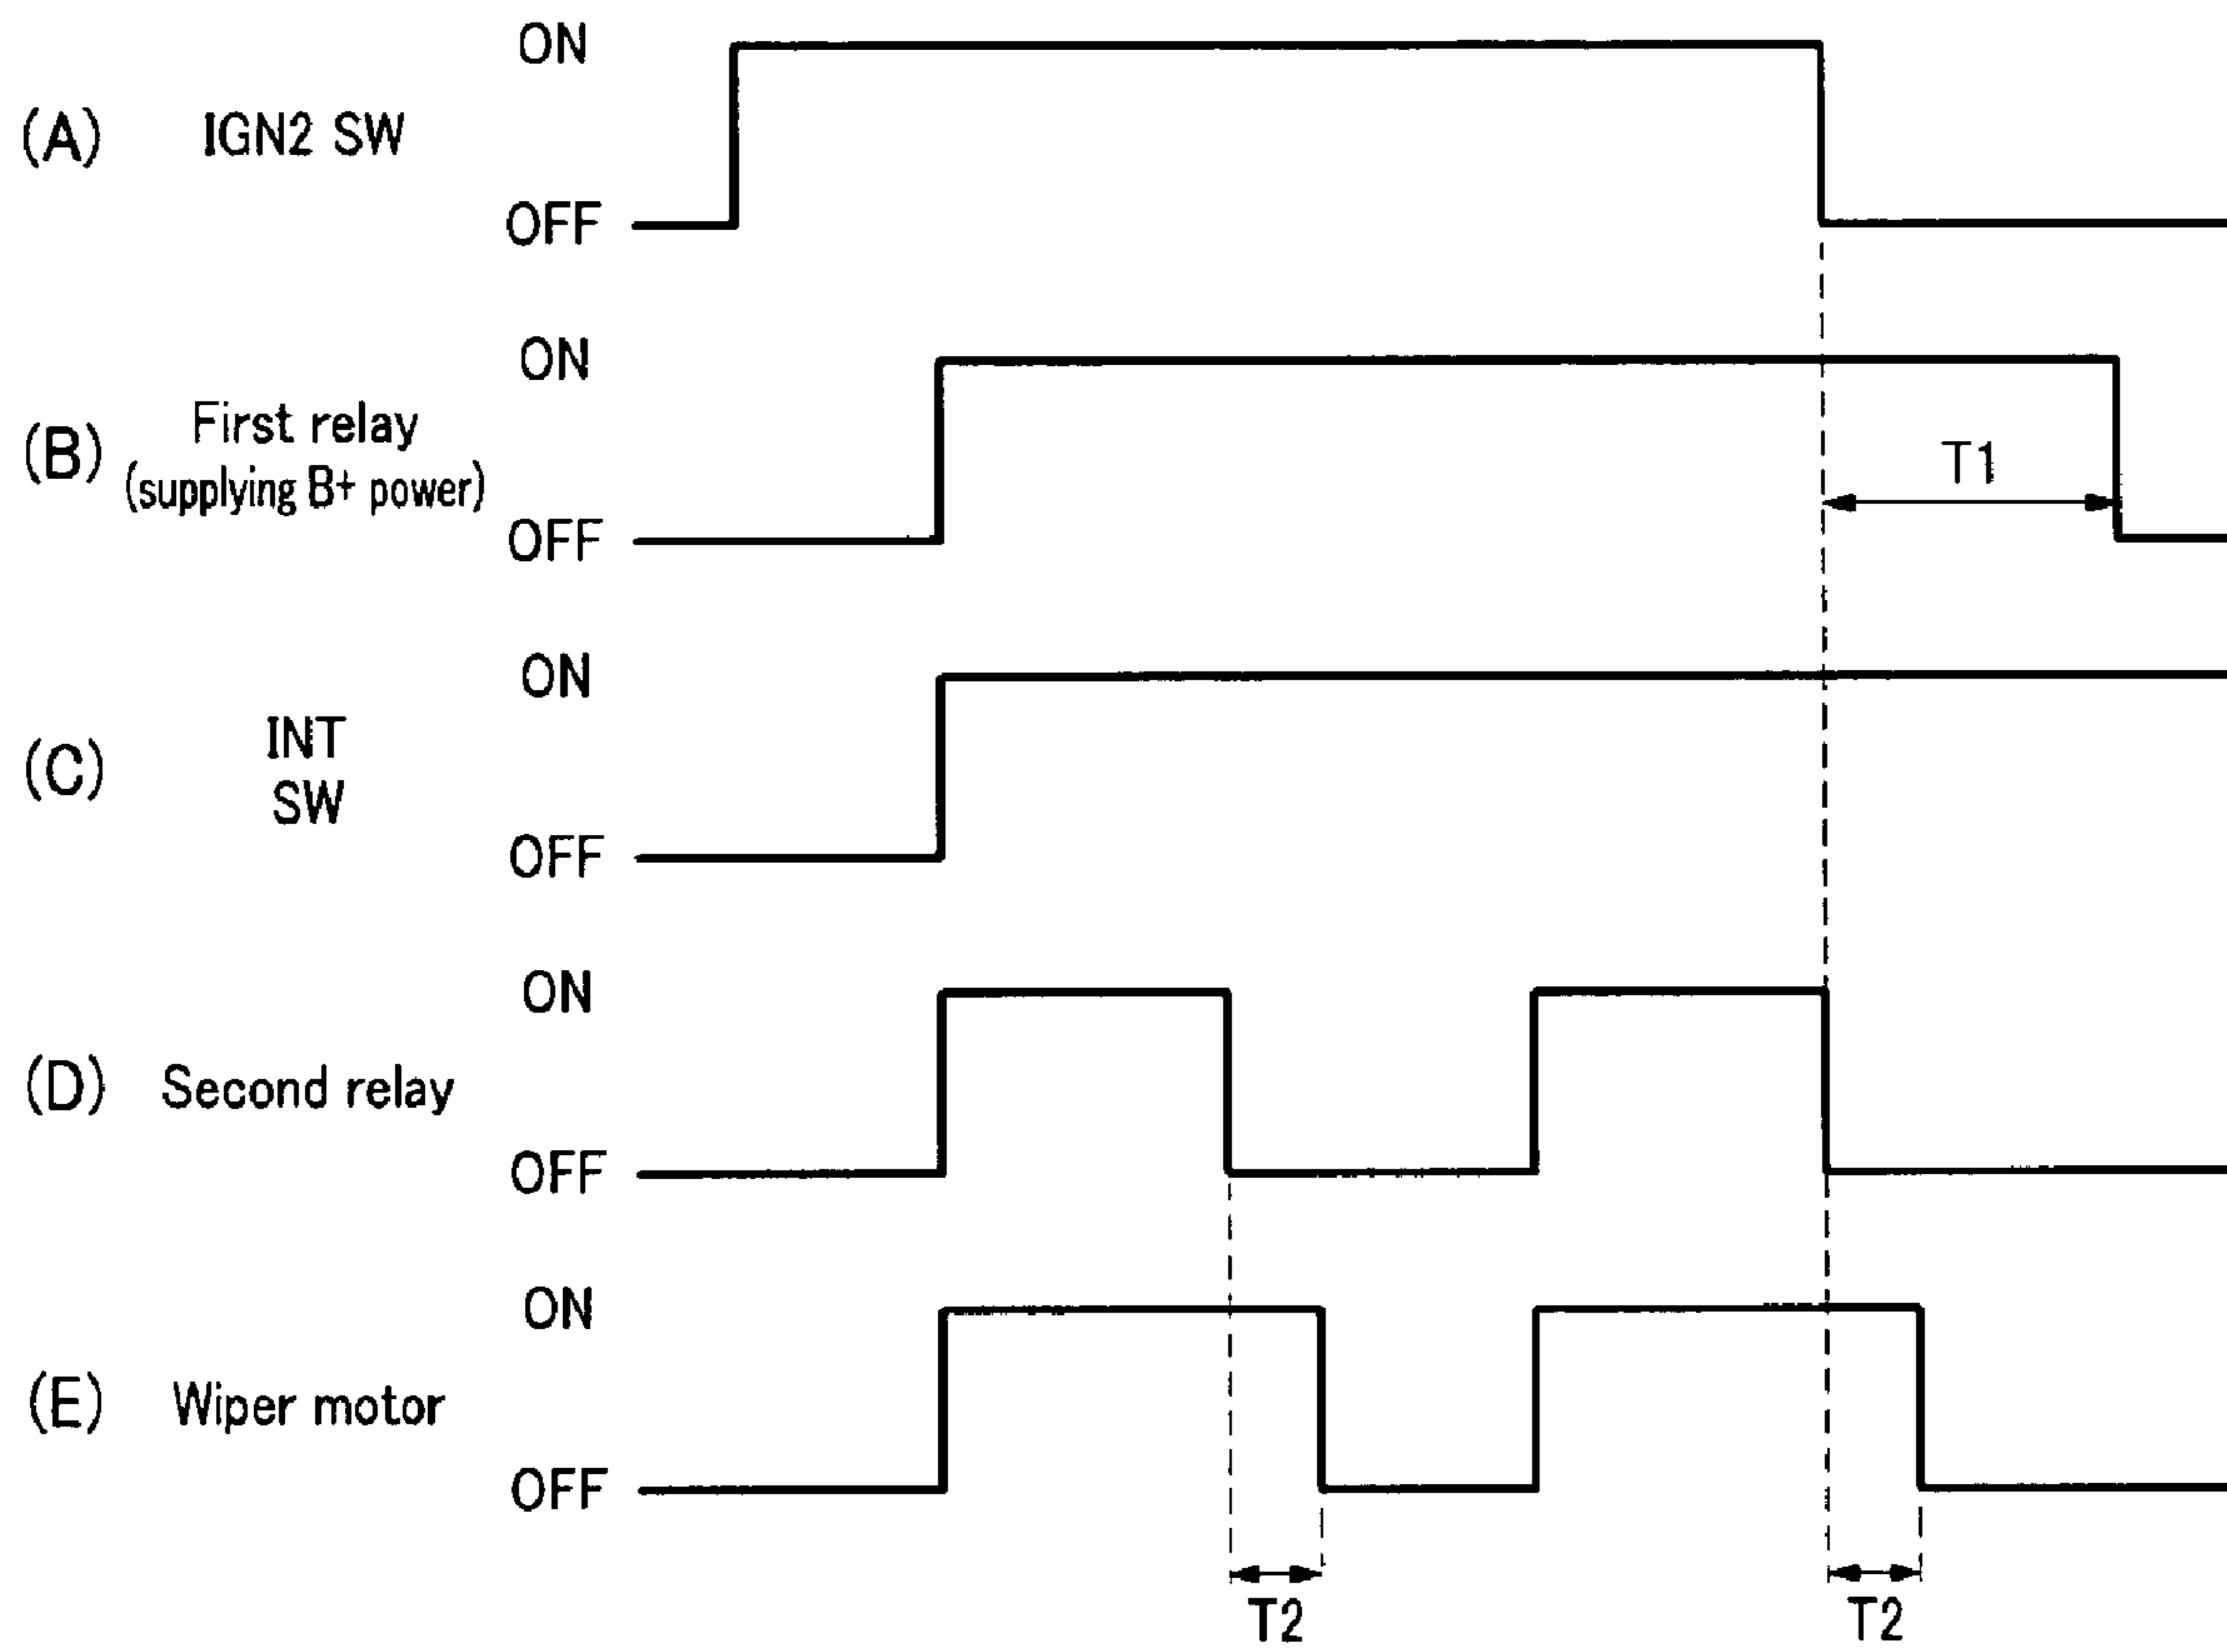 ON
(A) IGN2 SW
OFF
ON
First relay
(B) (supplying B+ power)
T1
OFF
ON
INT
(C)
SW
OFF
ON
(D) Second relay
OFF
ON
(E) Wiper motor
OFF
T2 T2